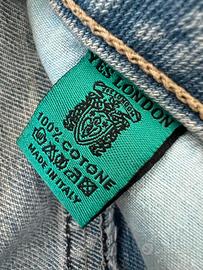 YES LONDON
100% COTONE
MADE IN ITALY